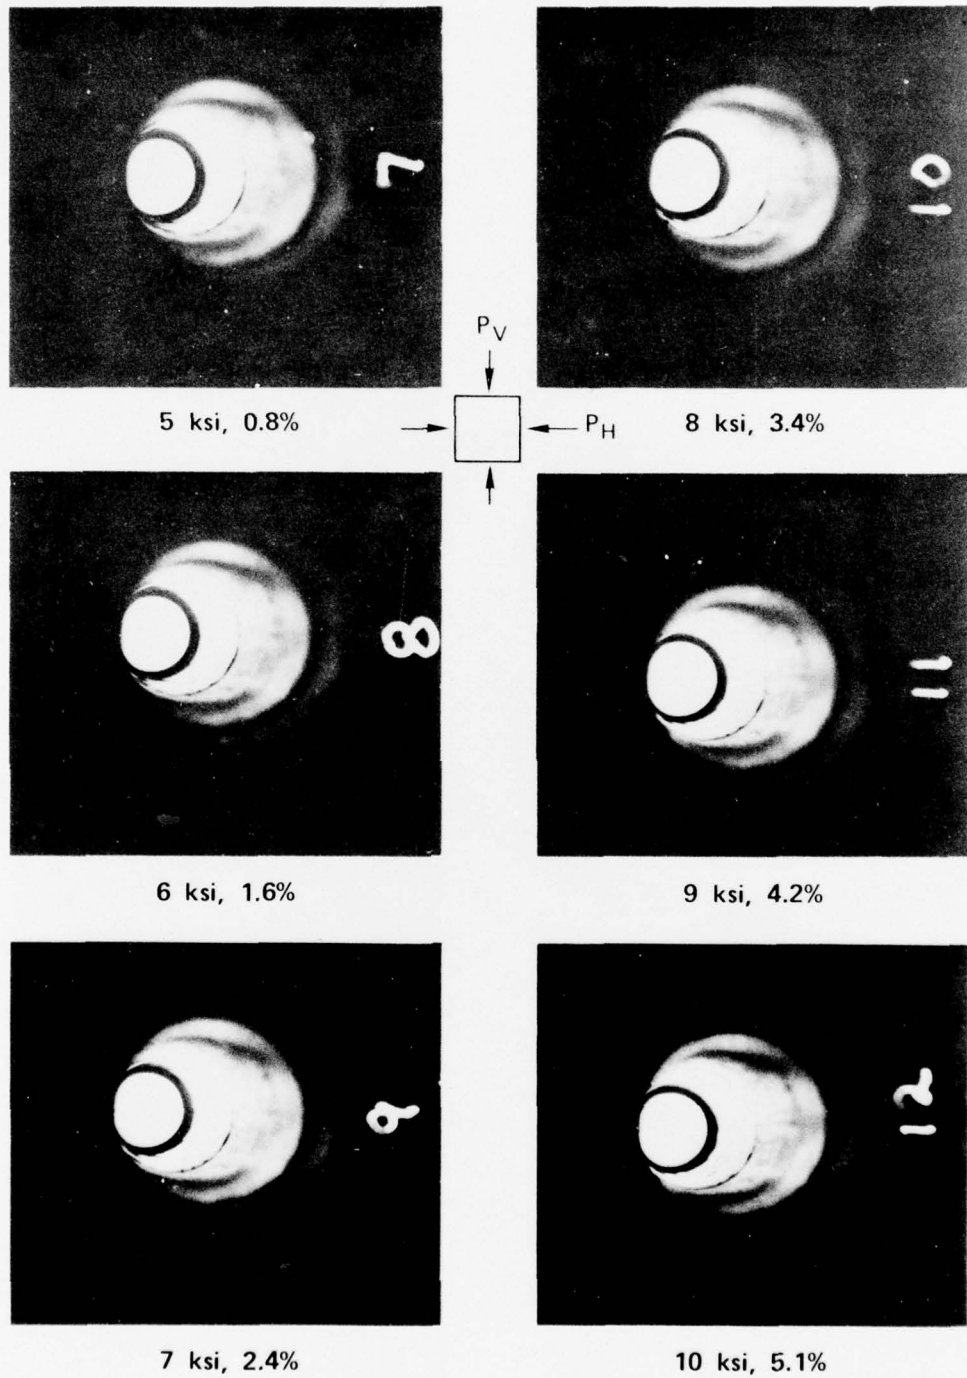 7
10
P_V
P_H
5 ksi, 0.8%
8 ksi, 3.4%
8
11
6 ksi, 1.6%
9 ksi, 4.2%
9
12
7 ksi, 2.4%
10 ksi, 5.1%